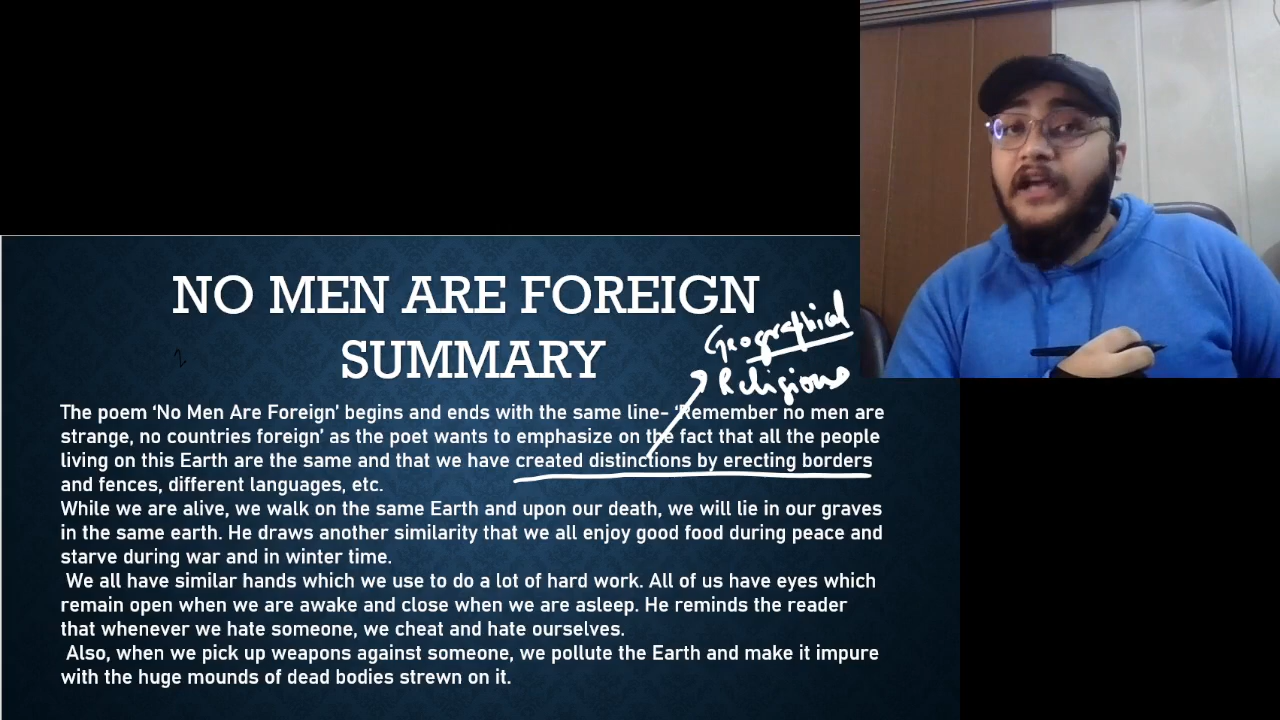 NO MEN ARE FOREIGN
SUMMARY
Geographical
Religious
The poem ‘No Men Are Foreign’ begins and ends with the same line- ‘Remember no men are
strange, no countries foreign’ as the poet wants to emphasize on the fact that all the people
living on this Earth are the same and that we have created distinctions by erecting borders
and fences, different languages, etc.
While we are alive, we walk on the same Earth and upon our death, we will lie in our graves
in the same earth. He draws another similarity that we all enjoy good food during peace and
starve during war and in winter time.
We all have similar hands which we use to do a lot of hard work. All of us have eyes which
remain open when we are awake and close when we are asleep. He reminds the reader
that whenever we hate someone, we cheat and hate ourselves.
Also, when we pick up weapons against someone, we pollute the Earth and make it impure
with the huge mounds of dead bodies strewn on it.